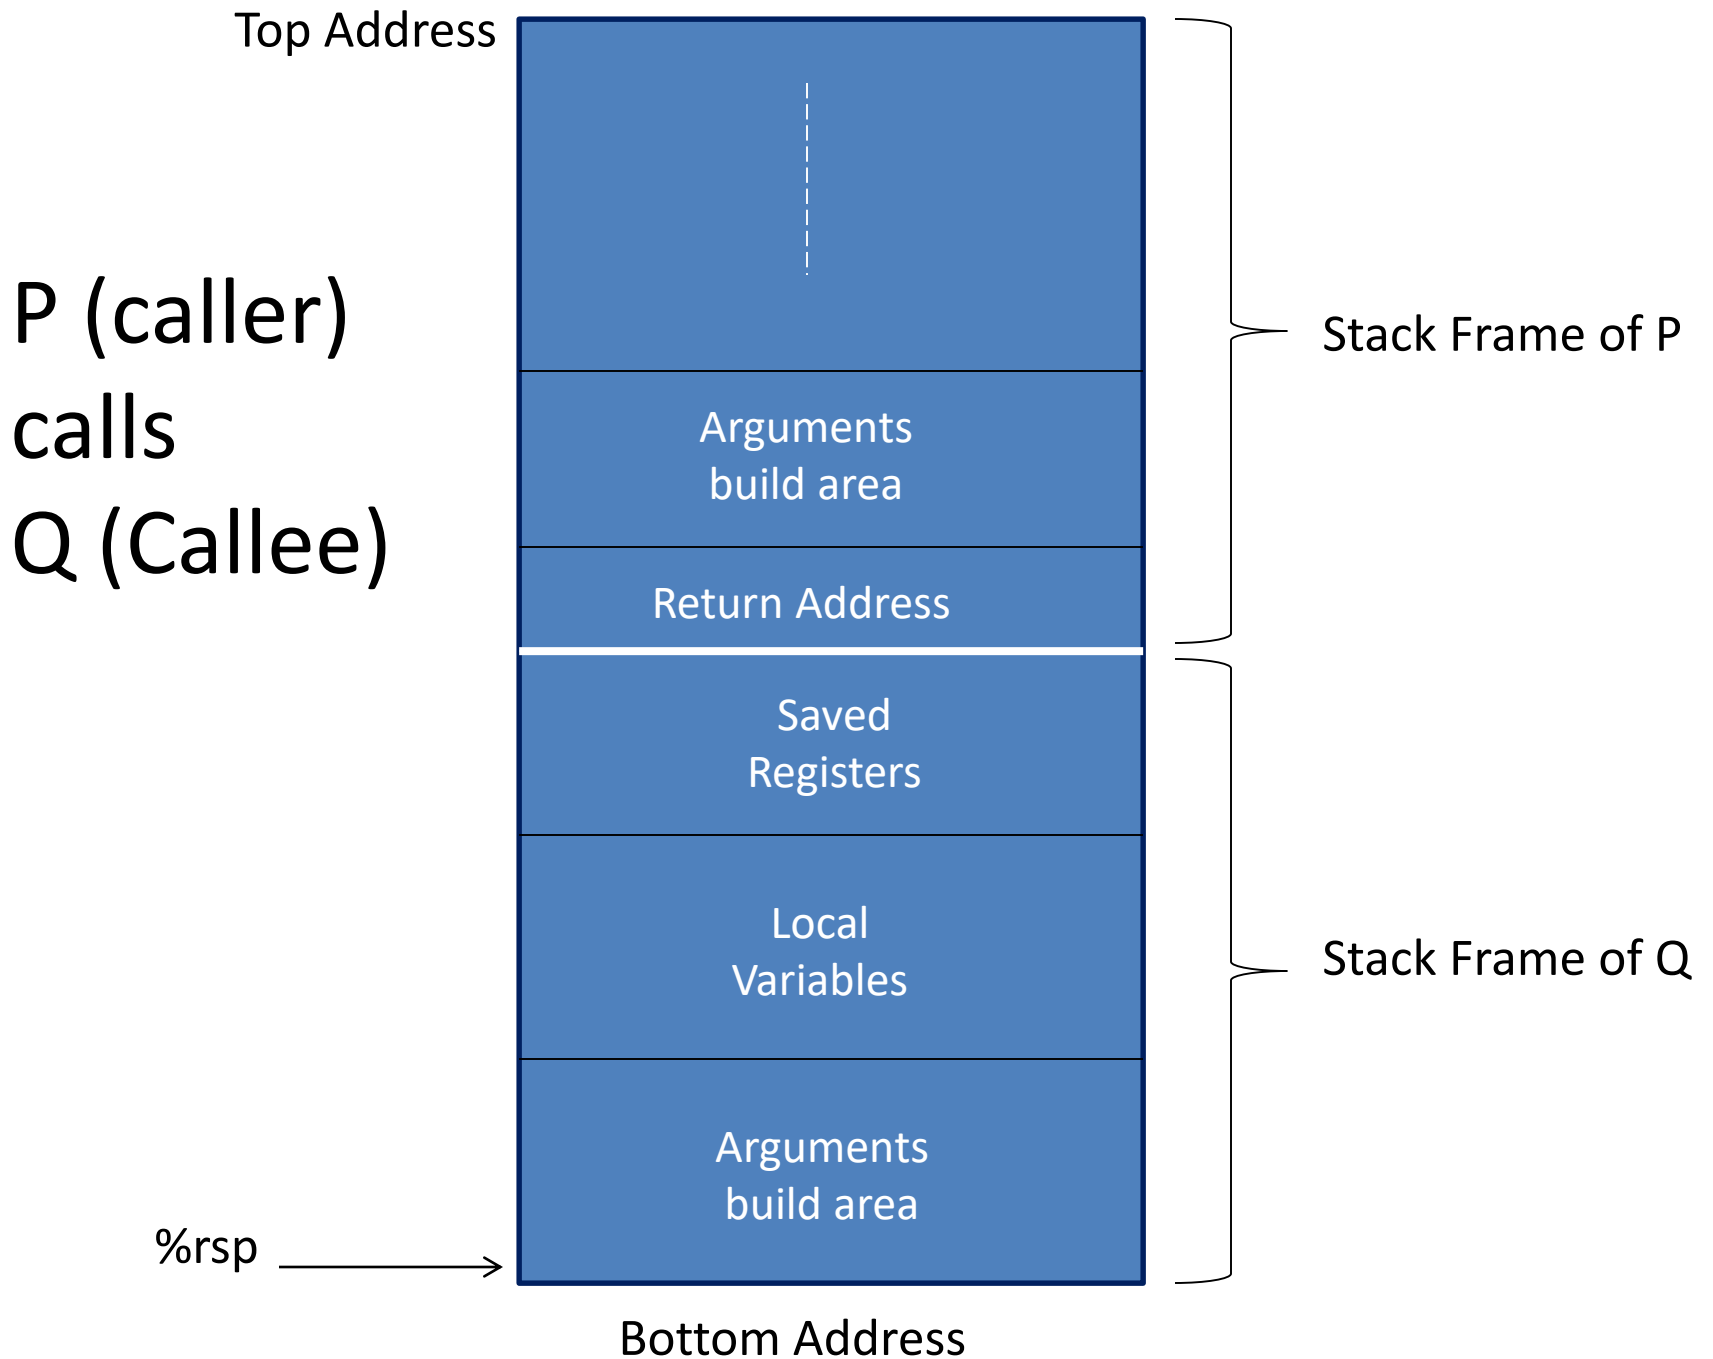 Top Address
P (caller)
calls
Q (Callee)
Stack Frame of P
Arguments
build area
Return Address
Saved
Registers
Local
Variables
Stack Frame of Q
Arguments
build area
%rsp
Bottom Address